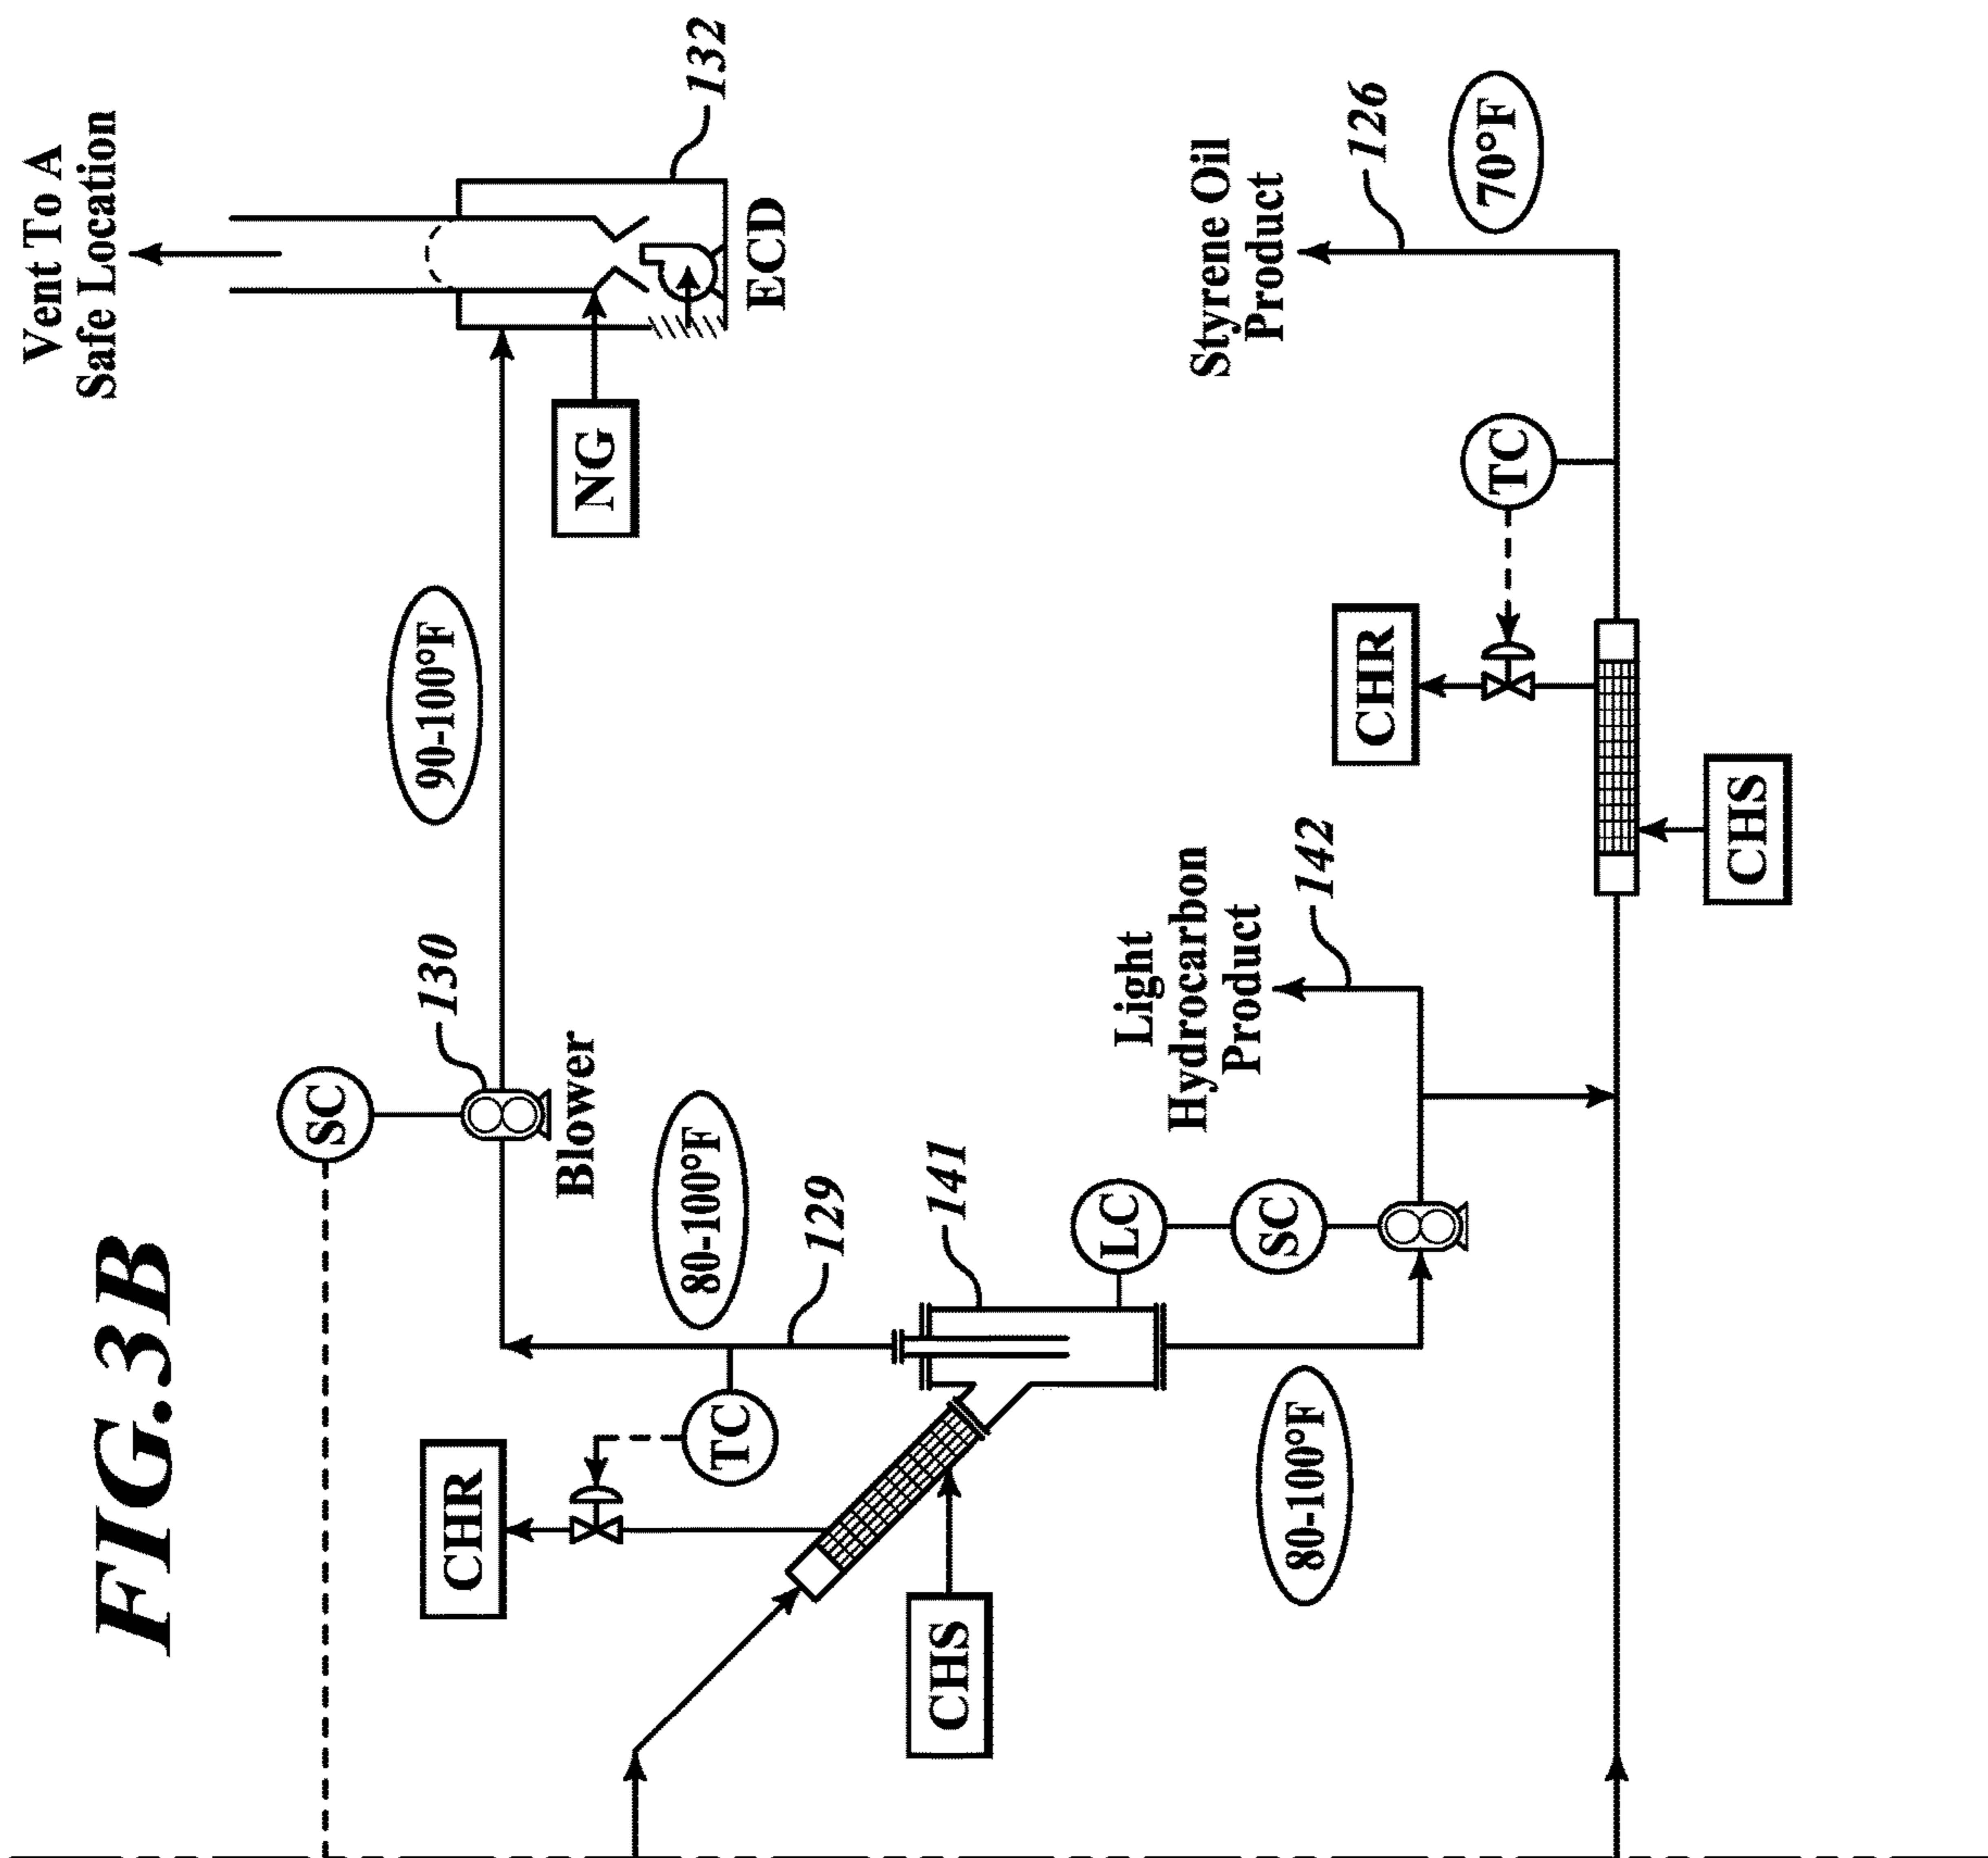 FIG.3B
Vent To A
Safe Location
SC
130
Blower
90-100°F
NG
132
ECD
CHR
TC
80-100°F
129
141
CHS
LC
SC
80-100°F
Light
Hydrocarbon
Product
142
CHR
TC
CHS
Styrene Oil
Product
126
70°F